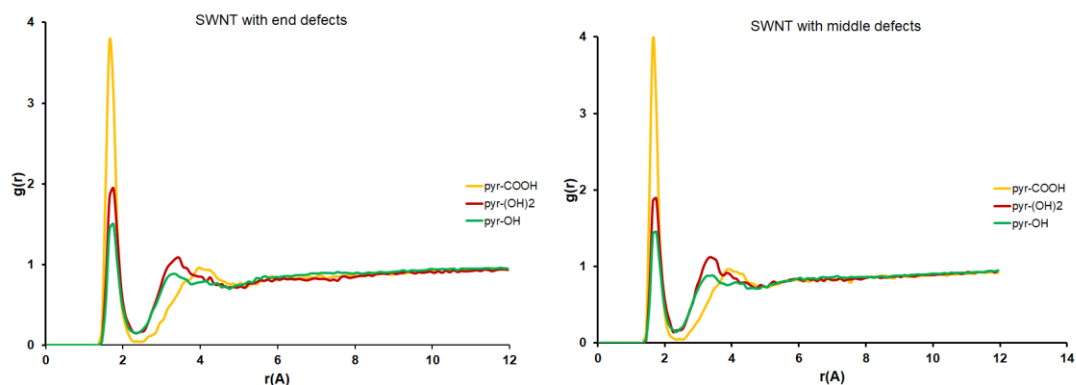 SWNT with end defects
4
3
2
1
0
g(r)
pyr-COOH
pyr-(OH)2
pyr-OH
0 2 4 6 8 10 12
r(A)
SWNT with middle defects
4
3
2
1
0
g(r)
pyr-COOH
pyr-(OH)2
pyr-OH
0 2 4 6 8 10 12 14
r(A)